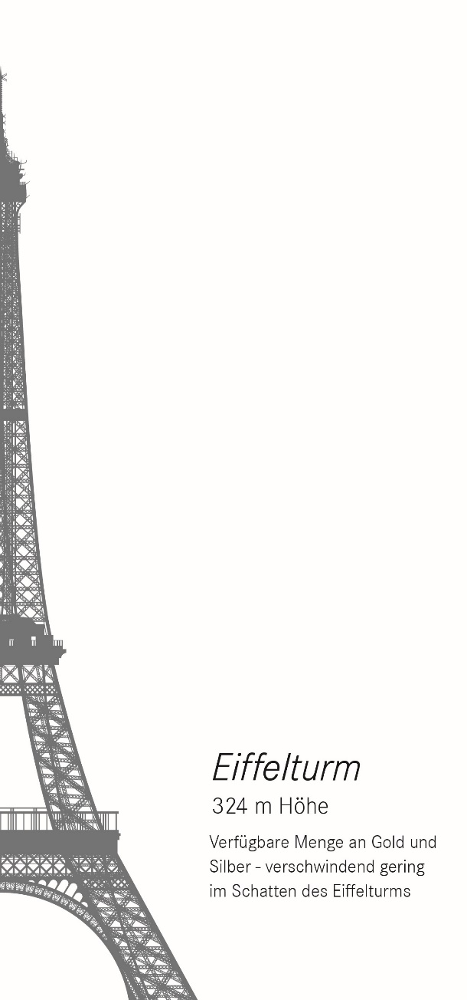 Eiffelturm
324 m Höhe
Verfügbare Menge an Gold und
Silber - verschwindend gering
im Schatten des Eiffelturms